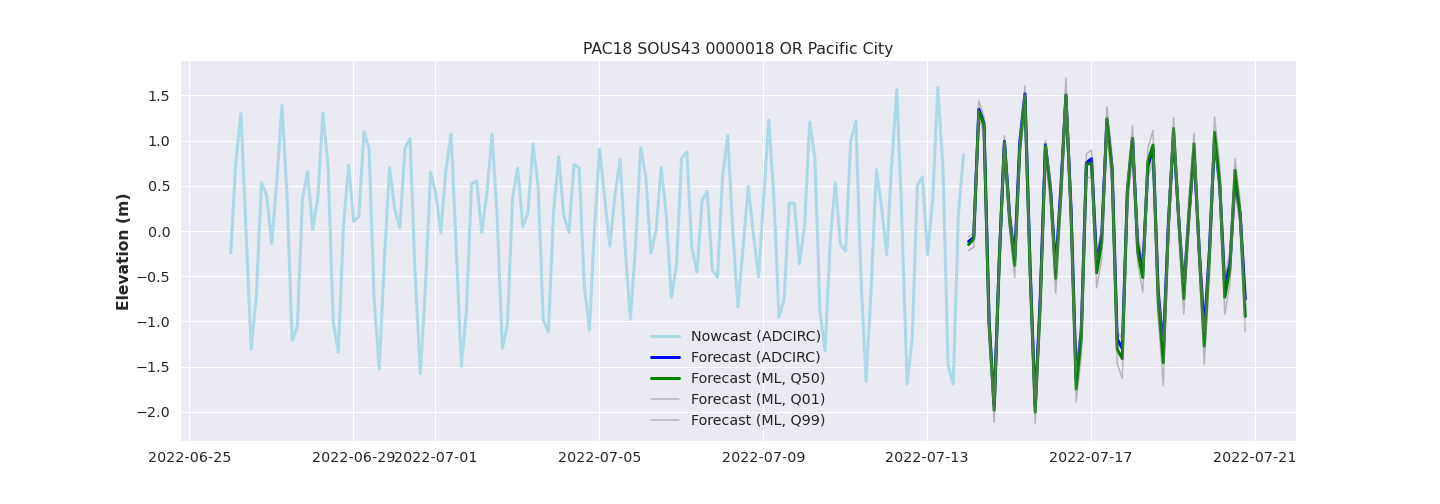 PAC18 SOUS43 0000018 OR Pacific City
Elevation (m)
1.5
1.0
0.5
0.0
−0.5
−1.0
−1.5
−2.0
Nowcast (ADCIRC)
Forecast (ADCIRC)
Forecast (ML, Q50)
Forecast (ML, Q01)
Forecast (ML, Q99)
2022-06-25 2022-06-29 2022-07-01 2022-07-05 2022-07-09 2022-07-13 2022-07-17 2022-07-21